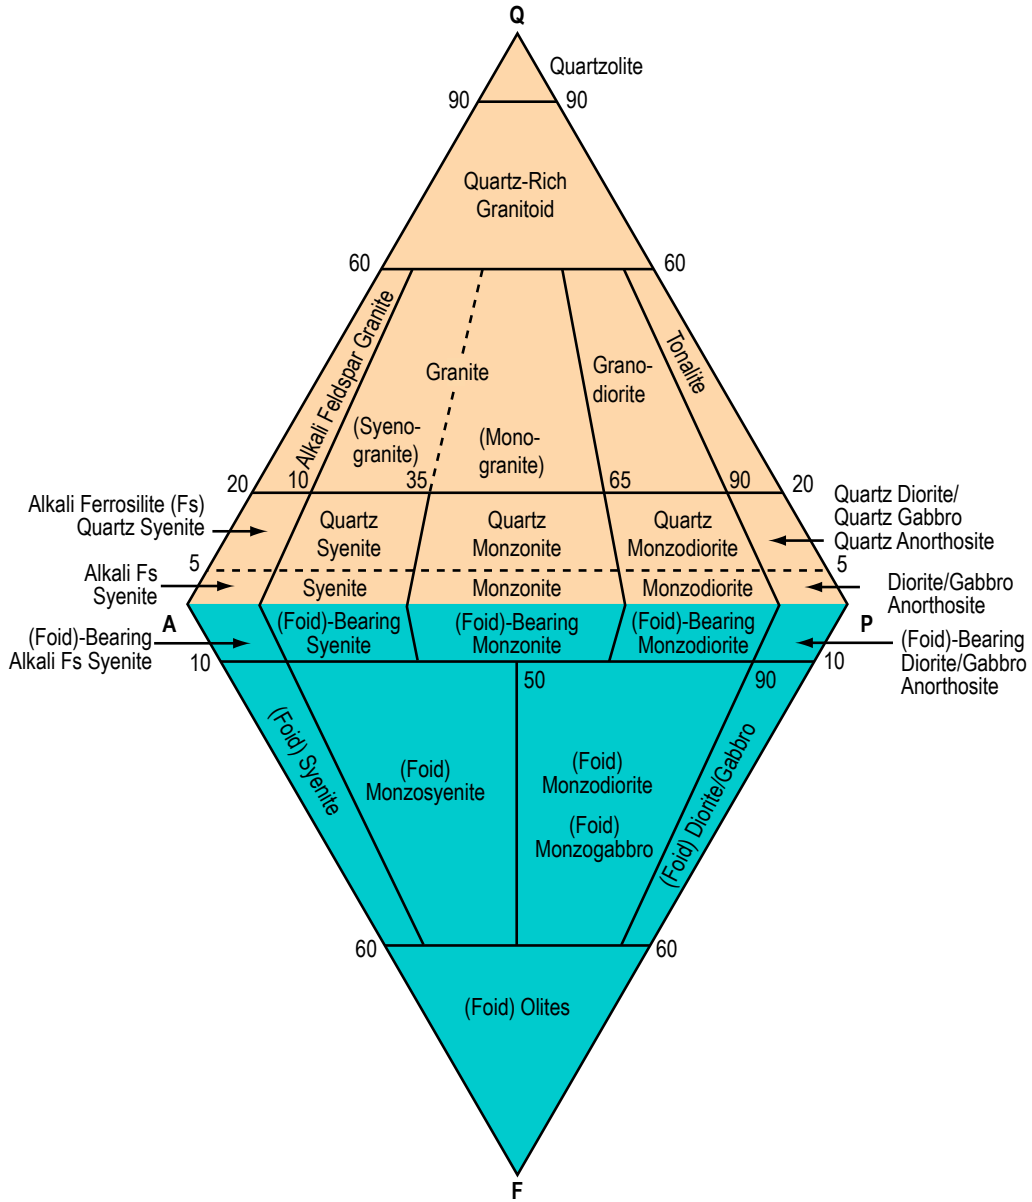 Q
Quartzolite
90
90
Quartz-Rich
Granitoid
60
60
Alkali Feldspar Granite
Tonalite
Granite
Grano-
diorite
(Syeno-
granite)
(Mono-
granite)
20
10
35
65
90
20
Alkali Ferrosilite (Fs)
Quartz Syenite
Quartz
Syenite
Quartz
Monzonite
Quartz
Monzodiorite
Quartz Diorite/
Quartz Gabbro
Quartz Anorthosite
5
5
Alkali Fs
Syenite
Syenite
Monzonite
Monzodiorite
Diorite/Gabbro
Anorthosite
A
P
(Foid)-Bearing
Alkali Fs Syenite
(Foid)-Bearing
Syenite
(Foid)-Bearing
Monzonite
(Foid)-Bearing
Monzodiorite
(Foid)-Bearing
Diorite/Gabbro
Anorthosite
10
10
50
90
(Foid) Syenite
(Foid)
Monzosyenite
(Foid)
Monzodiorite
(Foid)
Monzogabbro
(Foid) Diorite/Gabbro
60
60
(Foid) Olites
F